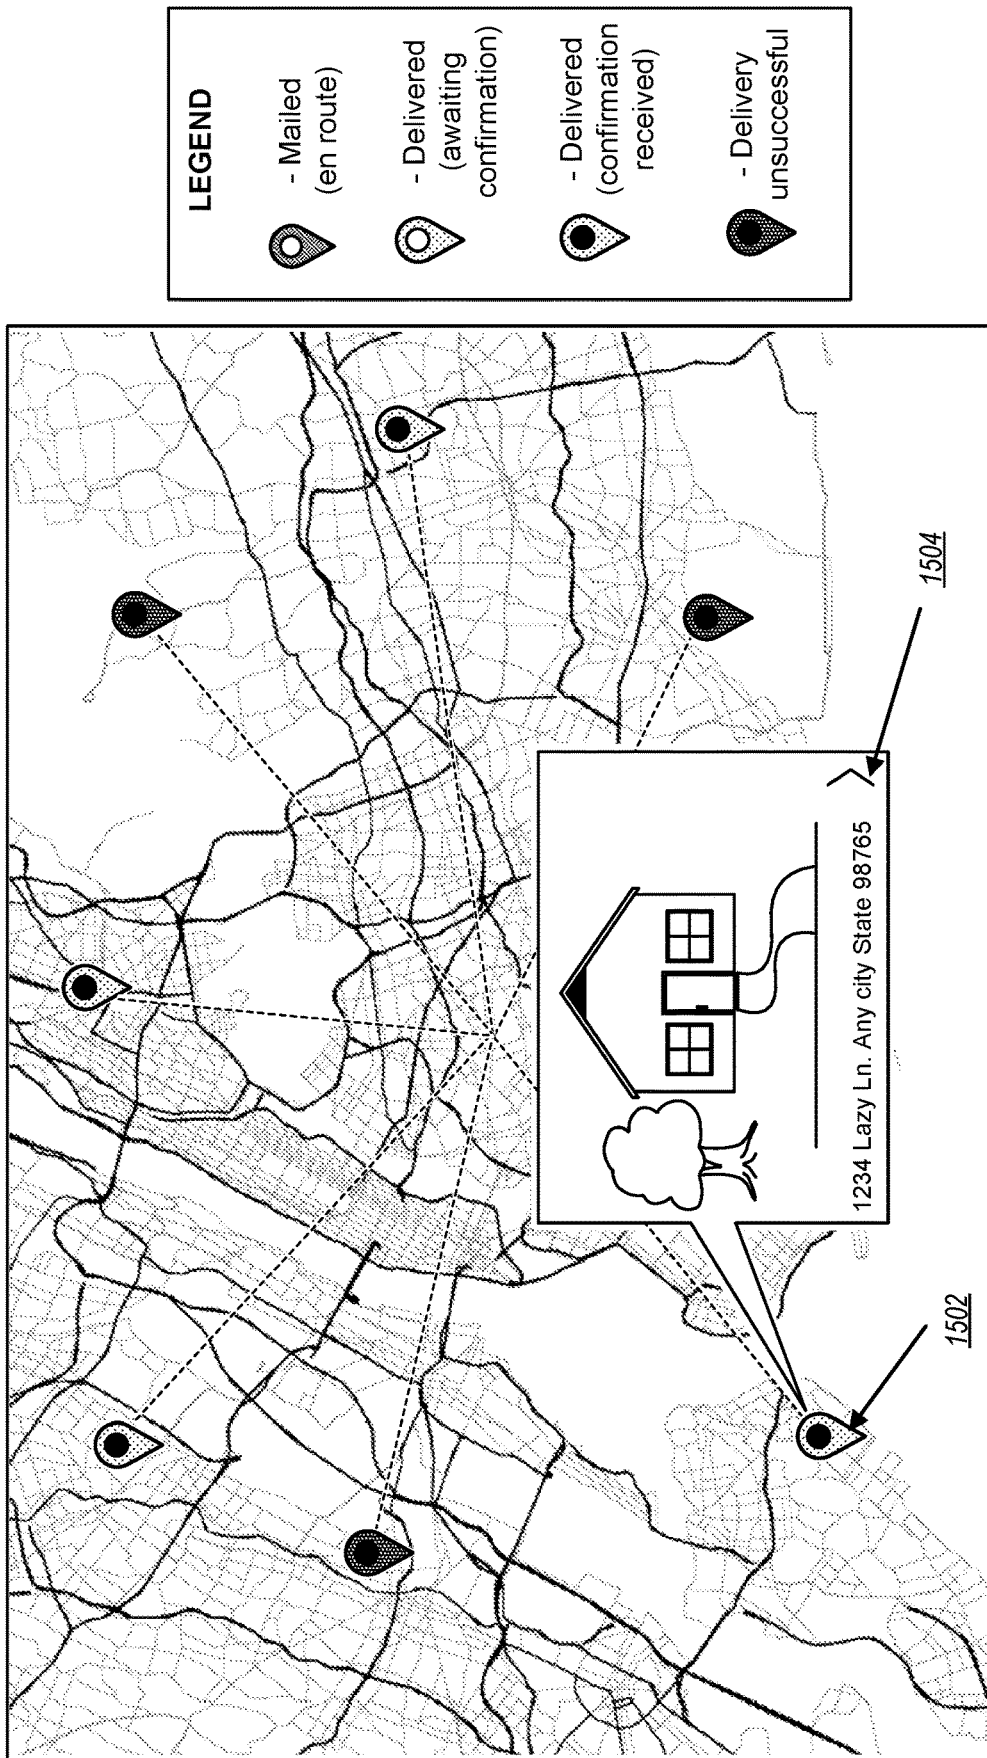 LEGEND
- Mailed
(en route)
- Delivered
(awaiting
confirmation)
- Delivered
(confirmation
received)
- Delivery
unsuccessful
1234 Lazy Ln. Any city State 98765
1502
1504